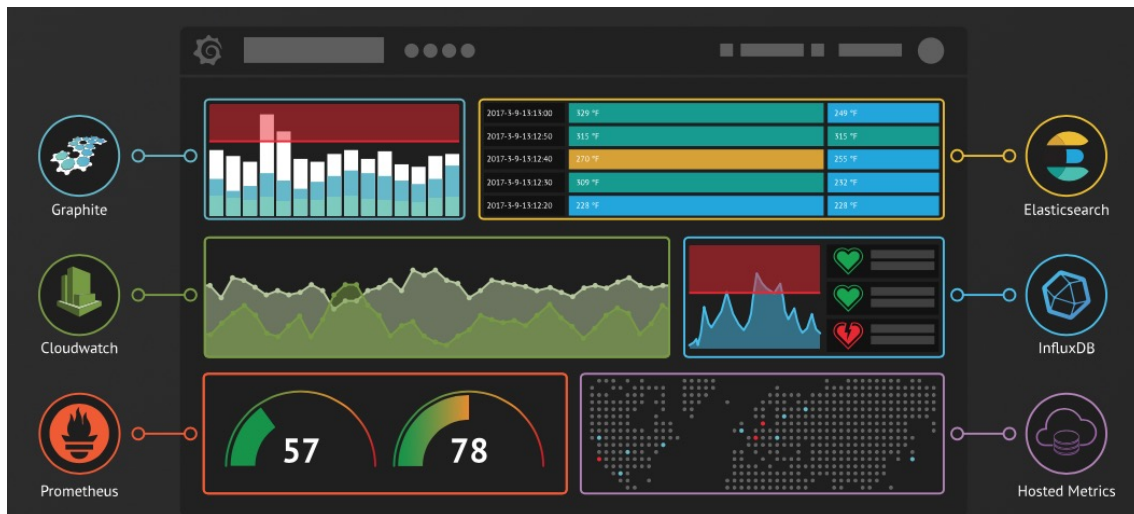 Graphite
2017-3-9-13:13:00 329 °F 249 °F
2017-3-9-13:12:50 315 °F 315 °F
2017-3-9-13:12:40 270 °F 255 °F
2017-3-9-13:12:30 309 °F 232 °F
2017-3-9-13:12:20 228 °F 228 °F
Elasticsearch
Cloudwatch
InfluxDB
57 78
Prometheus
Hosted Metrics